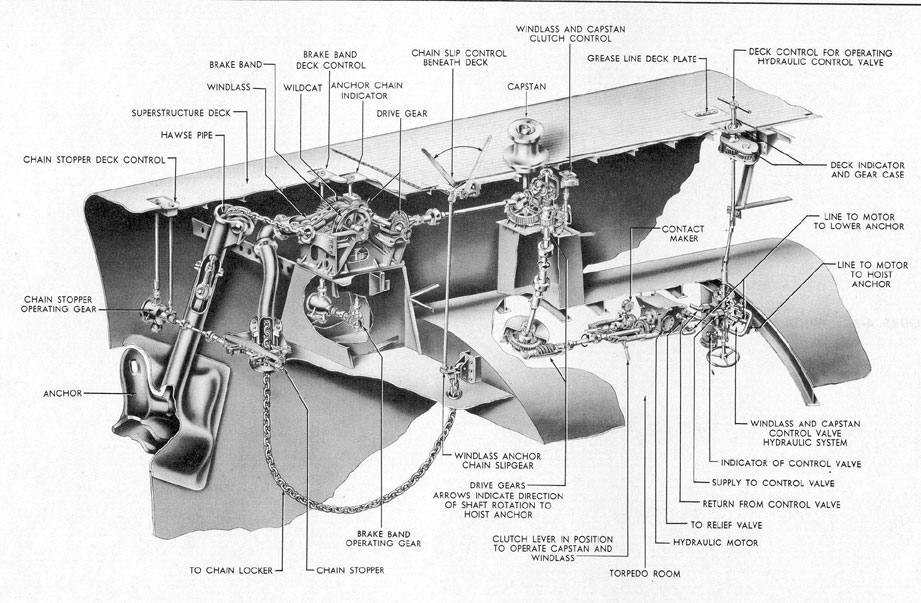 WINDLASS AND CAPSTAN
CLUTCH CONTROL
BRAKE BAND
BRAKE BAND
DECK CONTROL
CHAIN SLIP CONTROL
BENEATH DECK
GREASE LINE DECK PLATE
DECK CONTROL FOR OPERATING
HYDRAULIC CONTROL VALVE
WINDLASS
WILDCAT
ANCHOR CHAIN
INDICATOR
CAPSTAN
SUPERSTRUCTURE DECK
DRIVE GEAR
HAWSE PIPE
CHAIN STOPPER DECK CONTROL
DECK INDICATOR
AND GEAR CASE
LINE TO MOTOR
TO LOWER ANCHOR
CONTACT
MAKER
LINE TO MOTOR
TO HOIST
ANCHOR
CHAIN STOPPER
OPERATING GEAR
ANCHOR
WINDLASS AND CAPSTAN
CONTROL VALVE
HYDRAULIC SYSTEM
WINDLASS ANCHOR
CHAIN SLIPGEAR
INDICATOR OF CONTROL VALVE
DRIVE GEARS
ARROWS INDICATE DIRECTION
OF SHAFT ROTATION TO
HOIST ANCHOR
SUPPLY TO CONTROL VALVE
RETURN FROM CONTROL VALVE
TO RELIEF VALVE
BRAKE BAND
OPERATING GEAR
CLUTCH LEVER IN POSITION
TO OPERATE CAPSTAN AND
WINDLASS
HYDRAULIC MOTOR
TO CHAIN LOCKER
CHAIN STOPPER
TORPEDO ROOM